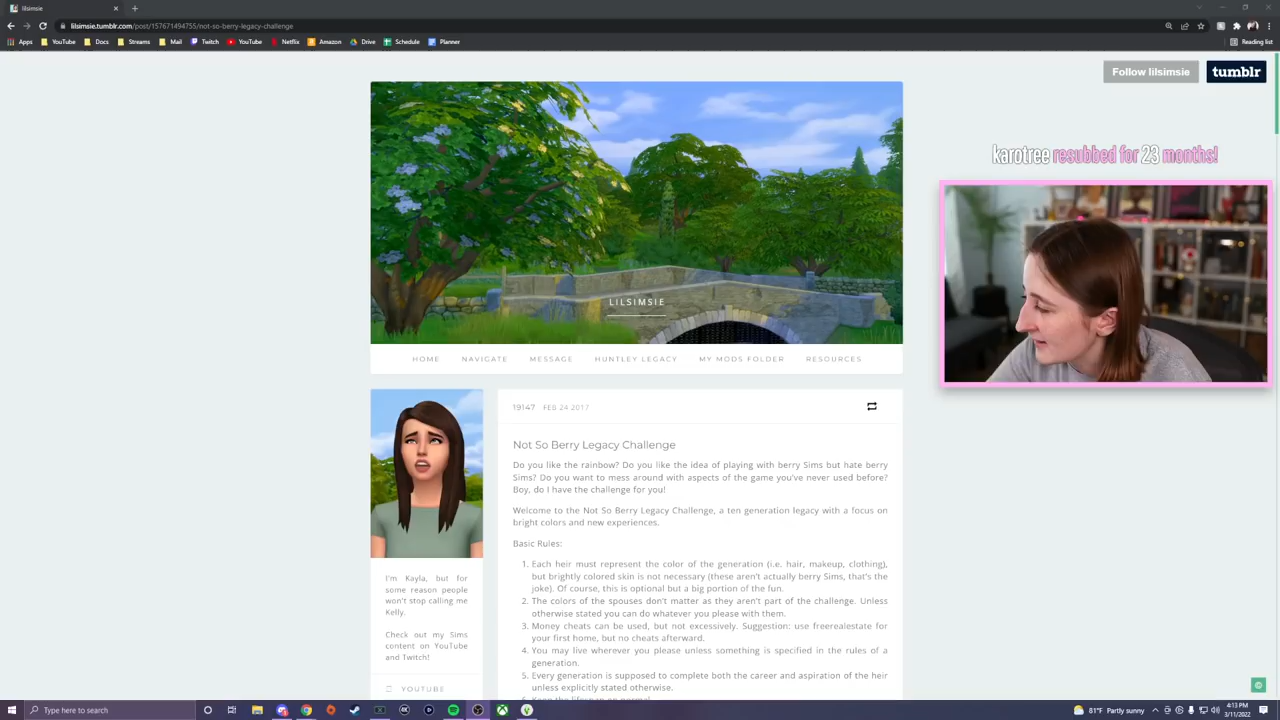 lilsimsie
lilsimsie.tumblr.com/post/157671494755/not-so-berry-legacy-challenge
Apps YouTube Docs Streams Mail Twitch YouTube Netflix Amazon Drive Schedule Planner Reading list
Follow lilsimsie tumblr
karotree resubbed for 23 months!
LILSIMSIE
HOME NAVIGATE MESSAGE HUNTLEY LEGACY MY MODS FOLDER RESOURCES
19147 FEB 24 2017
Not So Berry Legacy Challenge
Do you like the rainbow? Do you like the idea of playing with berry Sims but hate berry
Sims? Do you want to mess around with aspects of the game you've never used before?
Boy, do I have the challenge for you!
Welcome to the Not So Berry Legacy Challenge, a ten generation legacy with a focus on
bright colors and new experiences.
Basic Rules:
1. Each heir must represent the color of the generation (i.e. hair, makeup, clothing),
but brightly colored skin is not necessary (these aren't actually berry Sims, that's the
joke). Of course, this is optional but a big portion of the fun.
2. The colors of the spouses don't matter as they aren't part of the challenge. Unless
otherwise stated you can do whatever you please with them.
3. Money cheats can be used, but not excessively. Suggestion: use freerealestate for
your first home, but no cheats afterward.
4. You may live wherever you please unless something is specified in the rules of a
generation.
5. Every generation is supposed to complete both the career and aspiration of the heir
unless explicitly stated otherwise.
6. Keep the lifespan on normal.
I'm Kayla, but for
some reason people
won't stop calling me
Kelly.
Check out my Sims
content on YouTube
and Twitch!
YOUTUBE
Type here to search
81°F Partly sunny
4:13 PM
3/11/2022